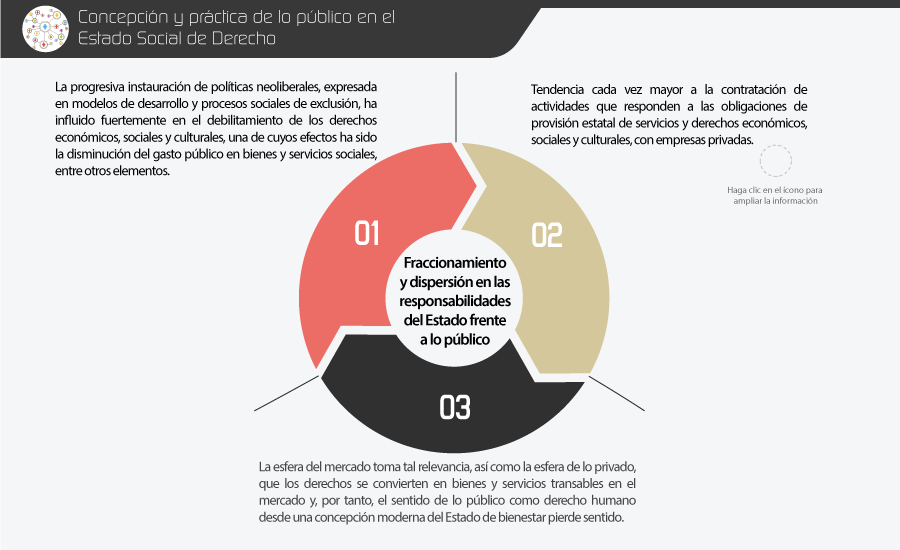 Concepción y práctica de lo público en el
Estado Social de Derecho
La progresiva instauración de políticas neoliberales, expresada
en modelos de desarrollo y procesos sociales de exclusión, ha
influido fuertemente en el debilitamiento de los derechos
económicos, sociales y culturales, una de cuyos efectos ha sido
la disminución del gasto público en bienes y servicios sociales,
entre otros elementos.
Tendencia cada vez mayor a la contratación de
actividades que responden a las obligaciones de
provisión estatal de servicios y derechos económicos,
sociales y culturales, con empresas privadas.
Haga clic en el ícono para
ampliar la información
01
02
Fraccionamiento
y dispersión en las
responsabilidades
del Estado frente
a lo público
03
La esfera del mercado toma tal relevancia, así como la esfera de lo privado,
que los derechos se convierten en bienes y servicios transables en el
mercado y, por tanto, el sentido de lo público como derecho humano
desde una concepción moderna del Estado de bienestar pierde sentido.